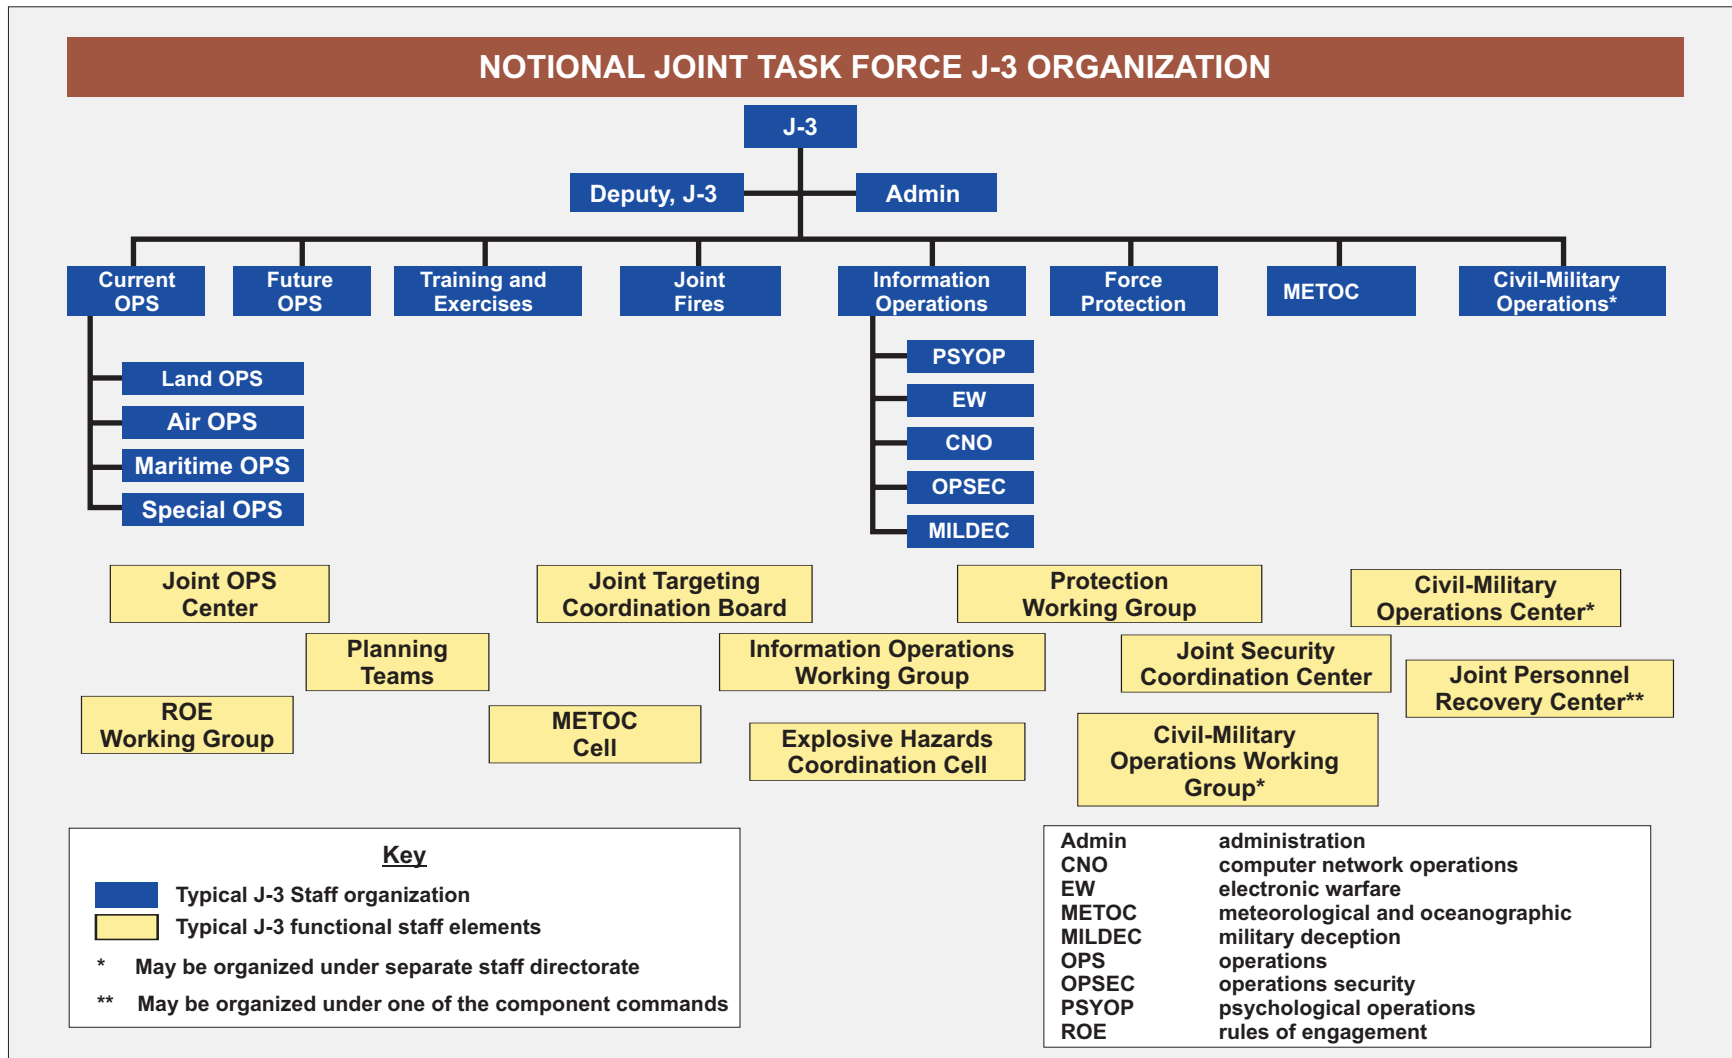 NOTIONAL JOINT TASK FORCE J-3 ORGANIZATION
J-3
Deputy, J-3
Admin
Current
OPS
Future
OPS
Training and
Exercises
Joint
Fires
Information
Operations
Force
Protection
METOC
Civil-Military
Operations*
Land OPS
Air OPS
Maritime OPS
Special OPS
PSYOP
EW
CNO
OPSEC
MILDEC
Joint OPS
Center
Joint Targeting
Coordination Board
Protection
Working Group
Civil-Military
Operations Center*
Planning
Teams
Information Operations
Working Group
Joint Security
Coordination Center
Joint Personnel
Recovery Center**
ROE
Working Group
METOC
Cell
Explosive Hazards
Coordination Cell
Civil-Military
Operations Working
Group*
Key
Typical J-3 Staff organization
Typical J-3 functional staff elements
* May be organized under separate staff directorate
** May be organized under one of the component commands
Admin administration
CNO computer network operations
EW electronic warfare
METOC meteorological and oceanographic
MILDEC military deception
OPS operations
OPSEC operations security
PSYOP psychological operations
ROE rules of engagement